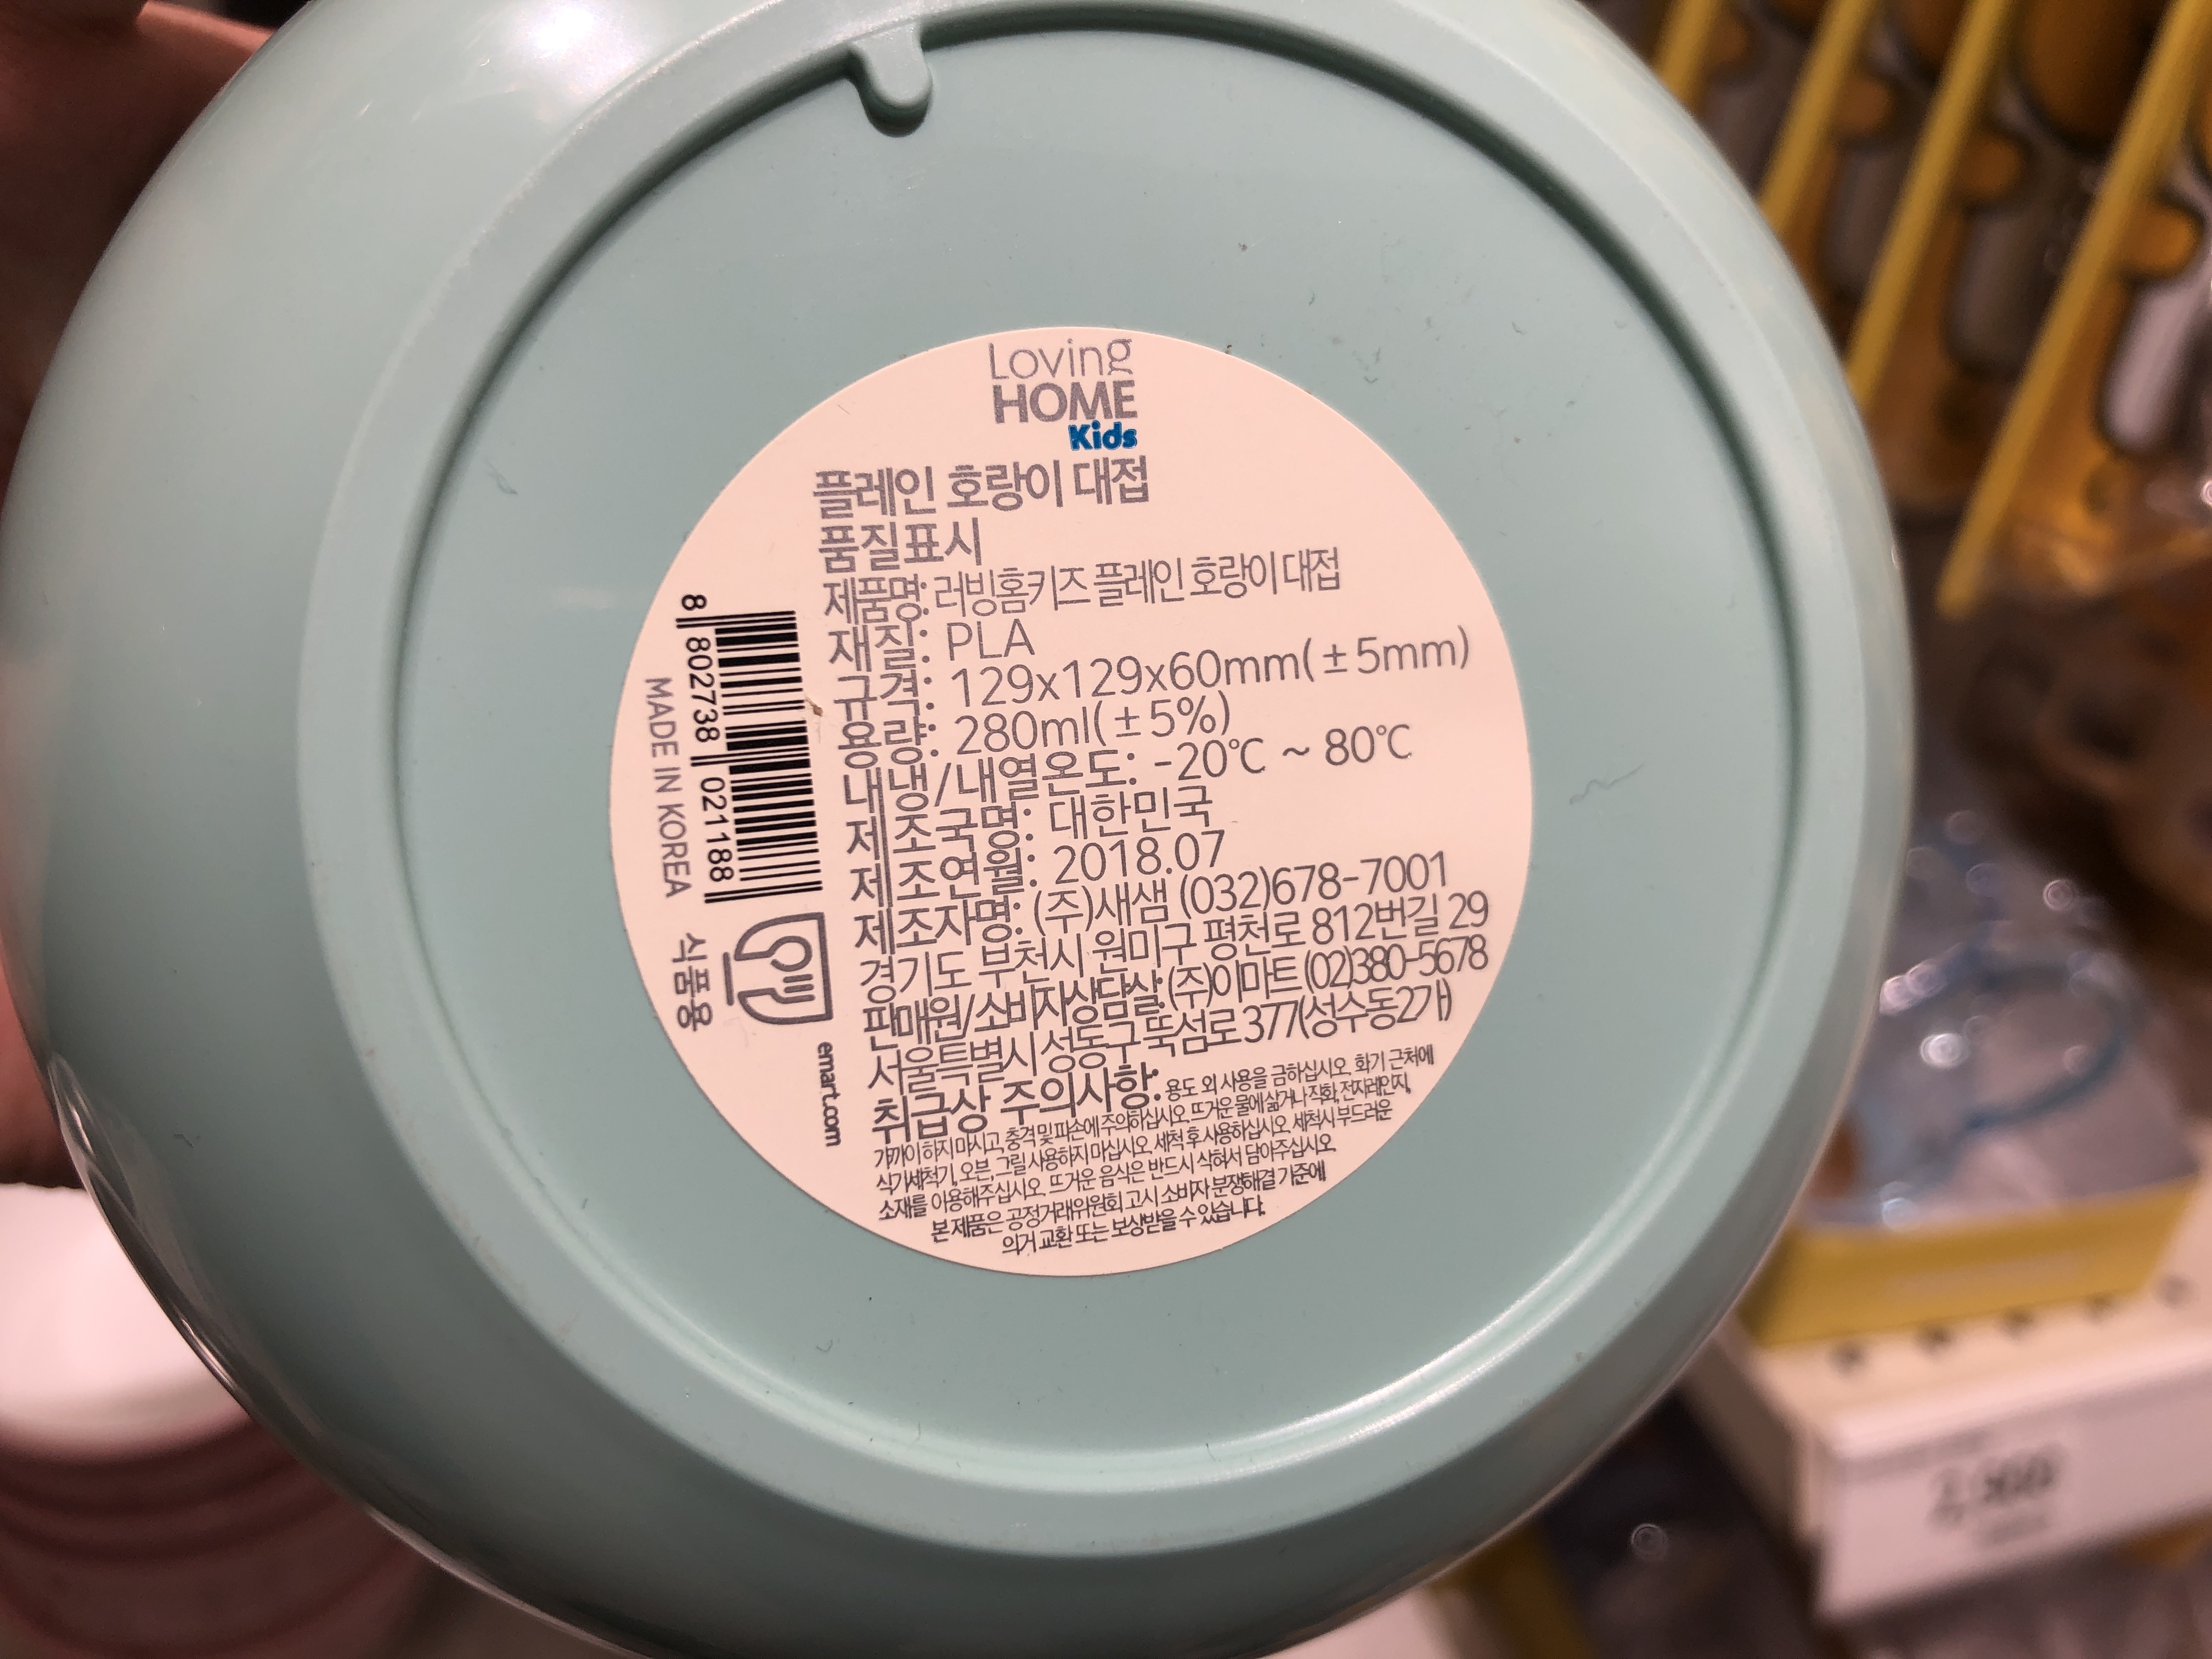 Loving
HOME
Kids
플레인 호랑이 대접
품질표시
제품명: 러빙홈키즈 플레인 호랑이 대접
재질: PLA
규격: 129x129x60mm(±5mm)
용량: 280ml(±5%)
내냉/내열온도: -20℃ ~ 80℃
제조국명: 대한민국
제조연월: 2018.07
제조자명: (주)새샘 (032)678-7001
경기도 부천시 원미구 평천로 812번길 29
판매원/소비자상담실: (주)이마트 (02)380-5678
서울특별시 성동구 뚝섬로 377(성수동2가)
취급상 주의사항: 용도 외 사용을 금하십시오. 화기 근처에
가까이 하지 마시고, 충격 및 파손에 주의하십시오. 뜨거운 물에 삶거나 직화, 전자레인지,
식기세척기, 오븐, 그릴 사용하지 마십시오. 세척 후 사용하십시오. 세척시 부드러운
소재를 이용해주십시오. 뜨거운 음식은 반드시 식혀서 담아주십시오.
본 제품은 공정거래위원회 고시 소비자 분쟁해결 기준에
의거 교환 또는 보상받을 수 있습니다.
8 802738 021188
MADE IN KOREA
식품용
emart.com